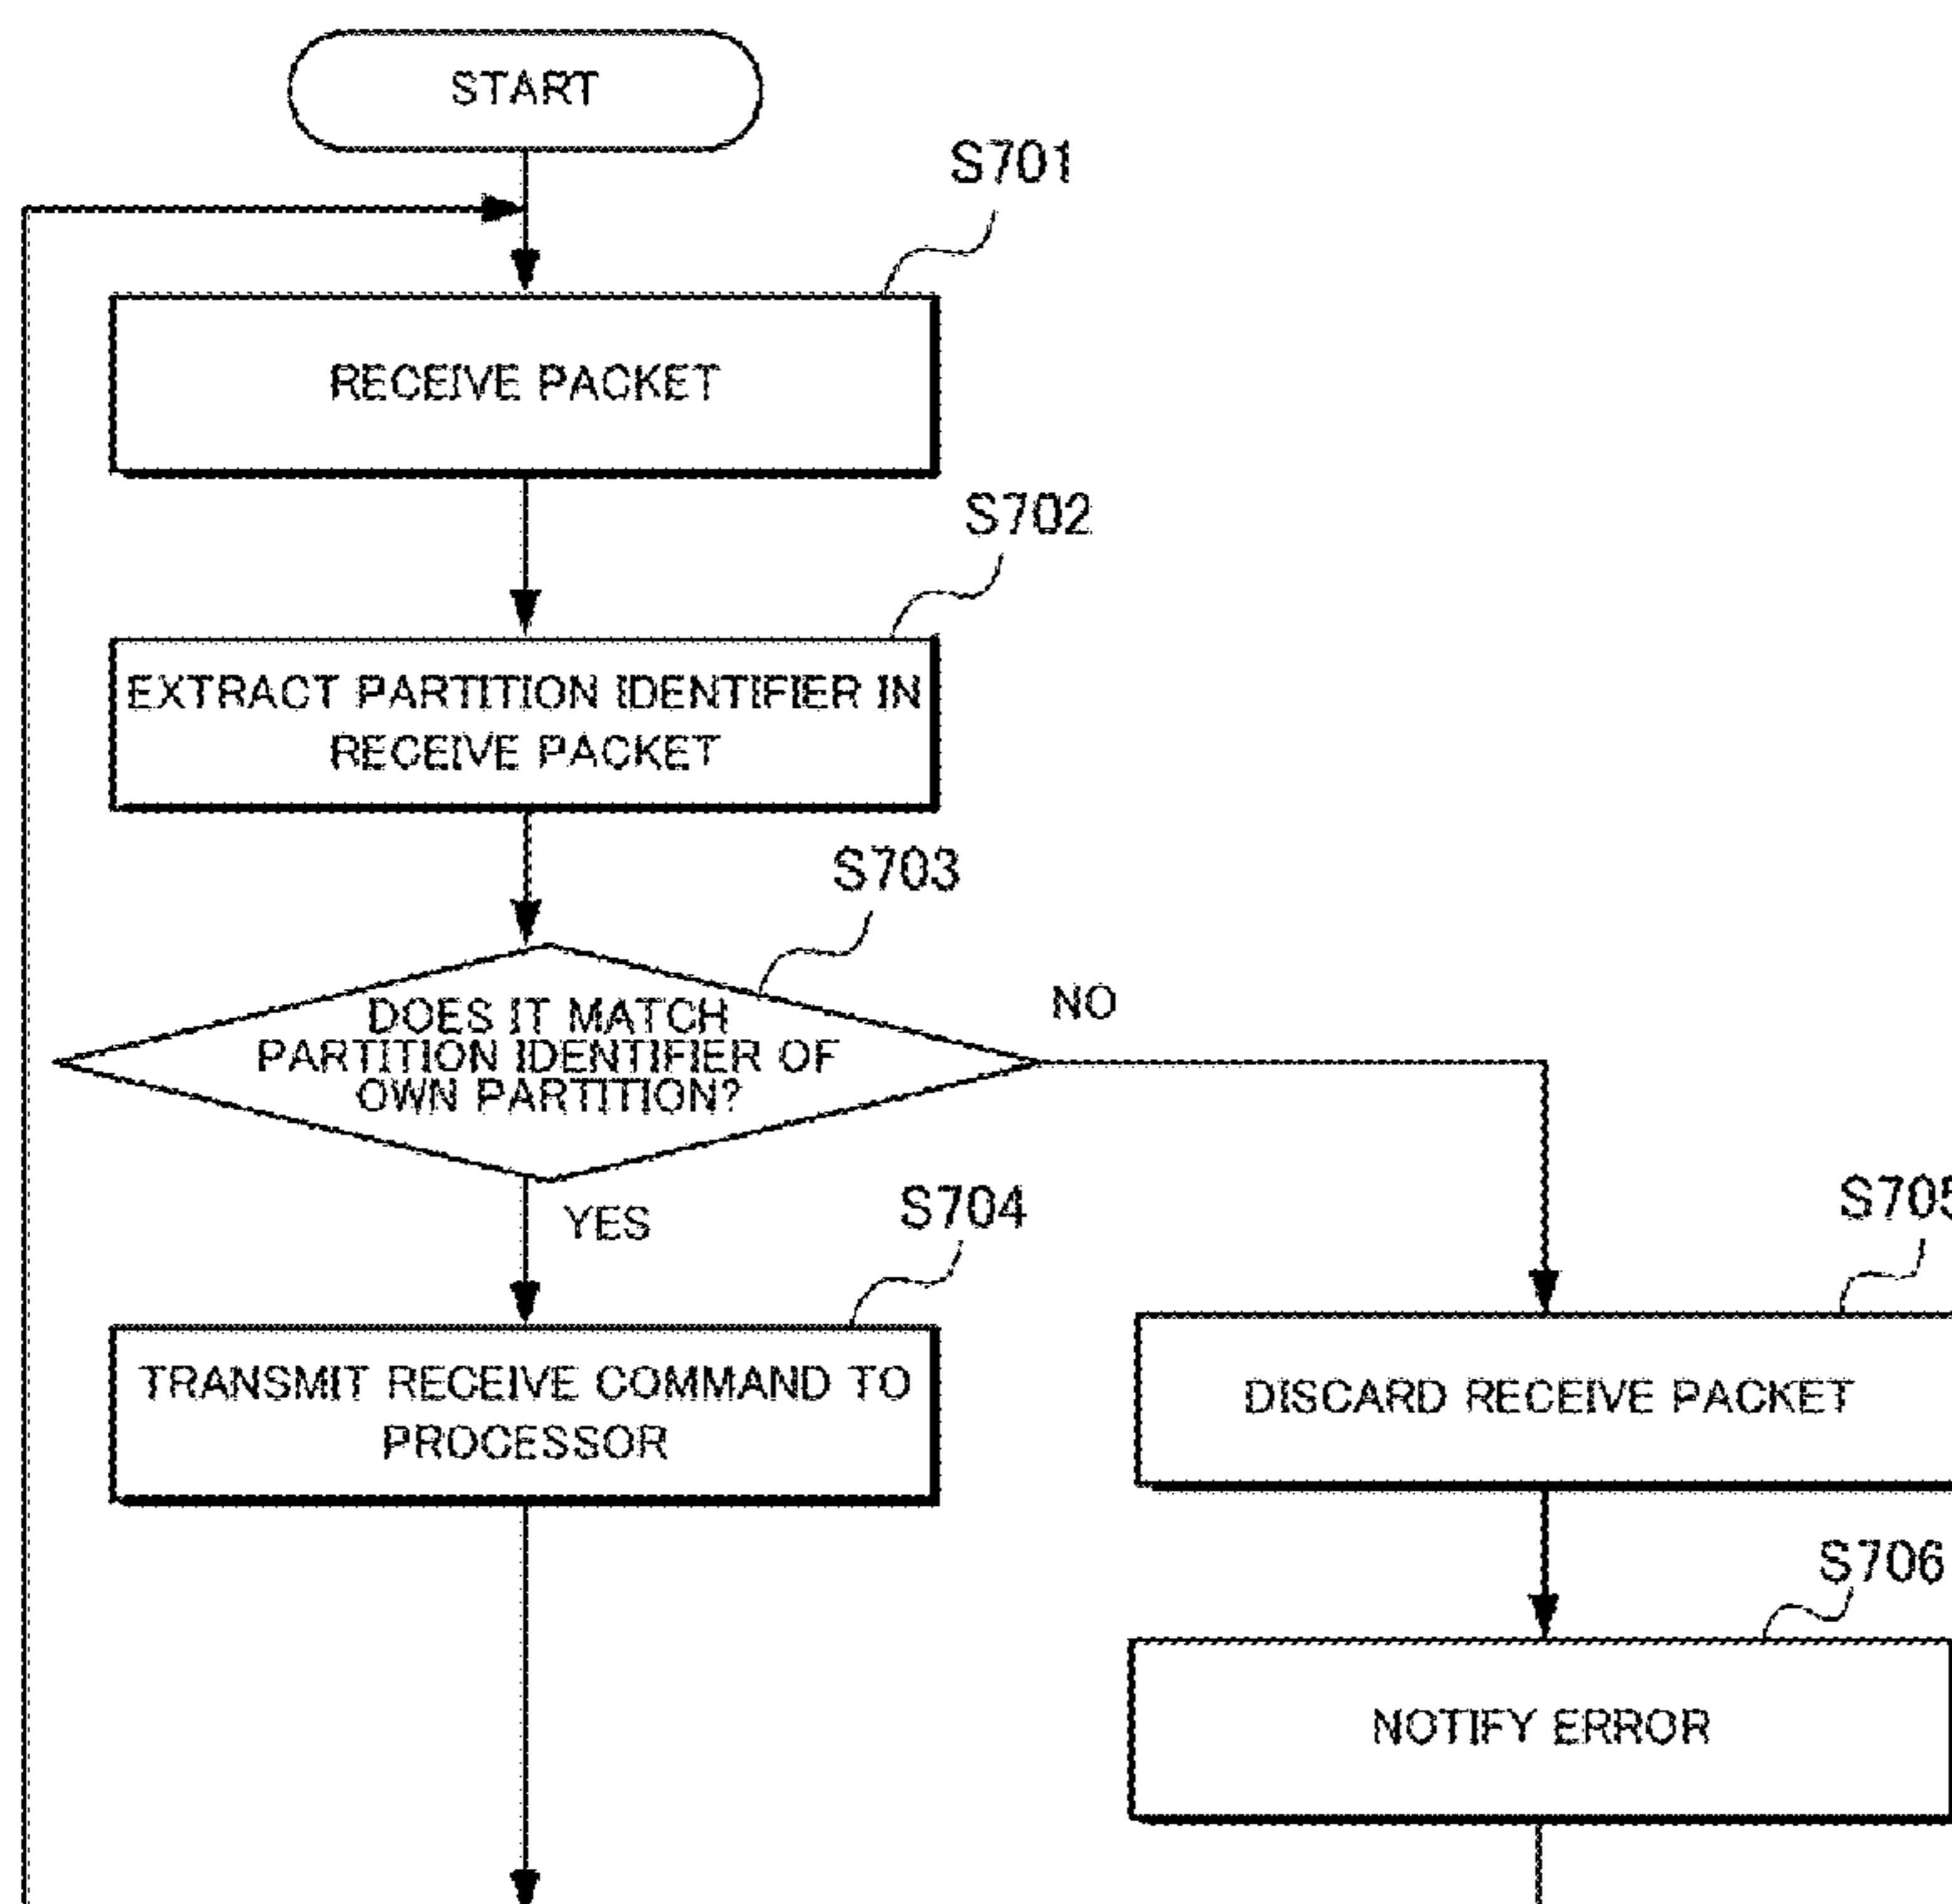 START
S701
RECEIVE PACKET
S702
EXTRACT PARTITION IDENTIFIER IN
RECEIVE PACKET
S703
DOES IT MATCH
PARTITION IDENTIFIER OF
OWN PARTITION?
NO
YES
S704
TRANSMIT RECEIVE COMMAND TO
PROCESSOR
S705
DISCARD RECEIVE PACKET
S706
NOTIFY ERROR